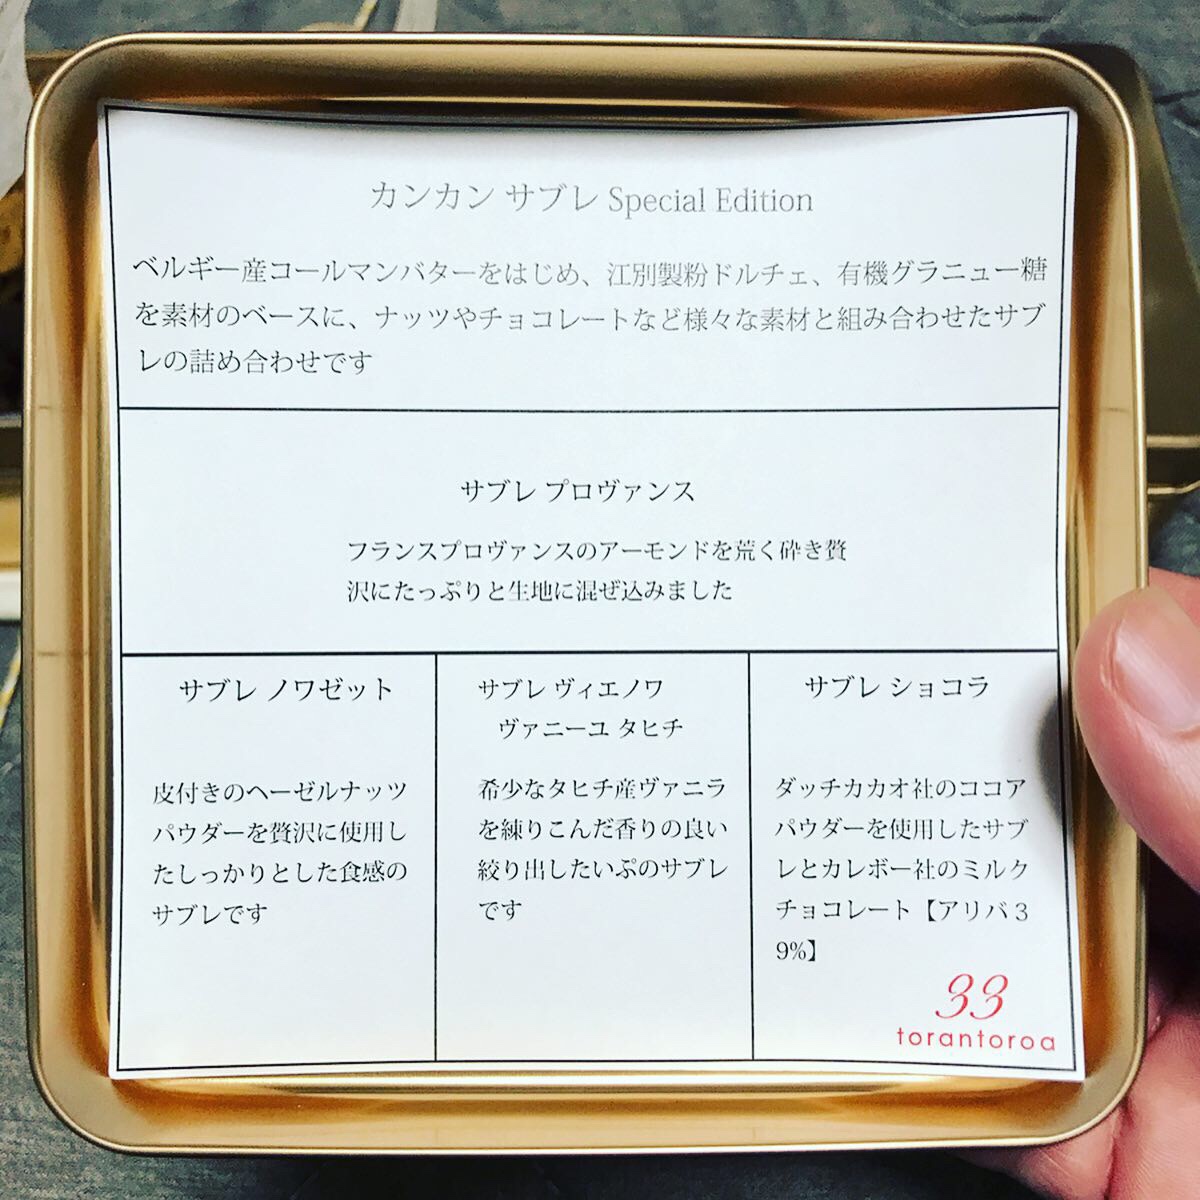 カンカン サブレ Special Edition
ベルギー産コールマンバターをはじめ、江別製粉ドルチェ、有機グラニュー糖
を素材のベースに、ナッツやチョコレートなど様々な素材と組み合わせたサブ
レの詰め合わせです
サブレ プロヴァンス
フランスプロヴァンスのアーモンドを荒く砕き贅
沢にたっぷりと生地に混ぜ込みました
サブレ ノワゼット
皮付きのヘーゼルナッツ
パウダーを贅沢に使用し
たしっかりとした食感の
サブレです
サブレ ヴィエノワ
ヴァニーユ タヒチ
希少なタヒチ産ヴァニラ
を練りこんだ香りの良い
絞り出したいぷのサブレ
です
サブレ ショコラ
ダッチカカオ社のココア
パウダーを使用したサブ
レとカレボー社のミルク
チョコレート【アリバ３
9%】
33
torantoroa